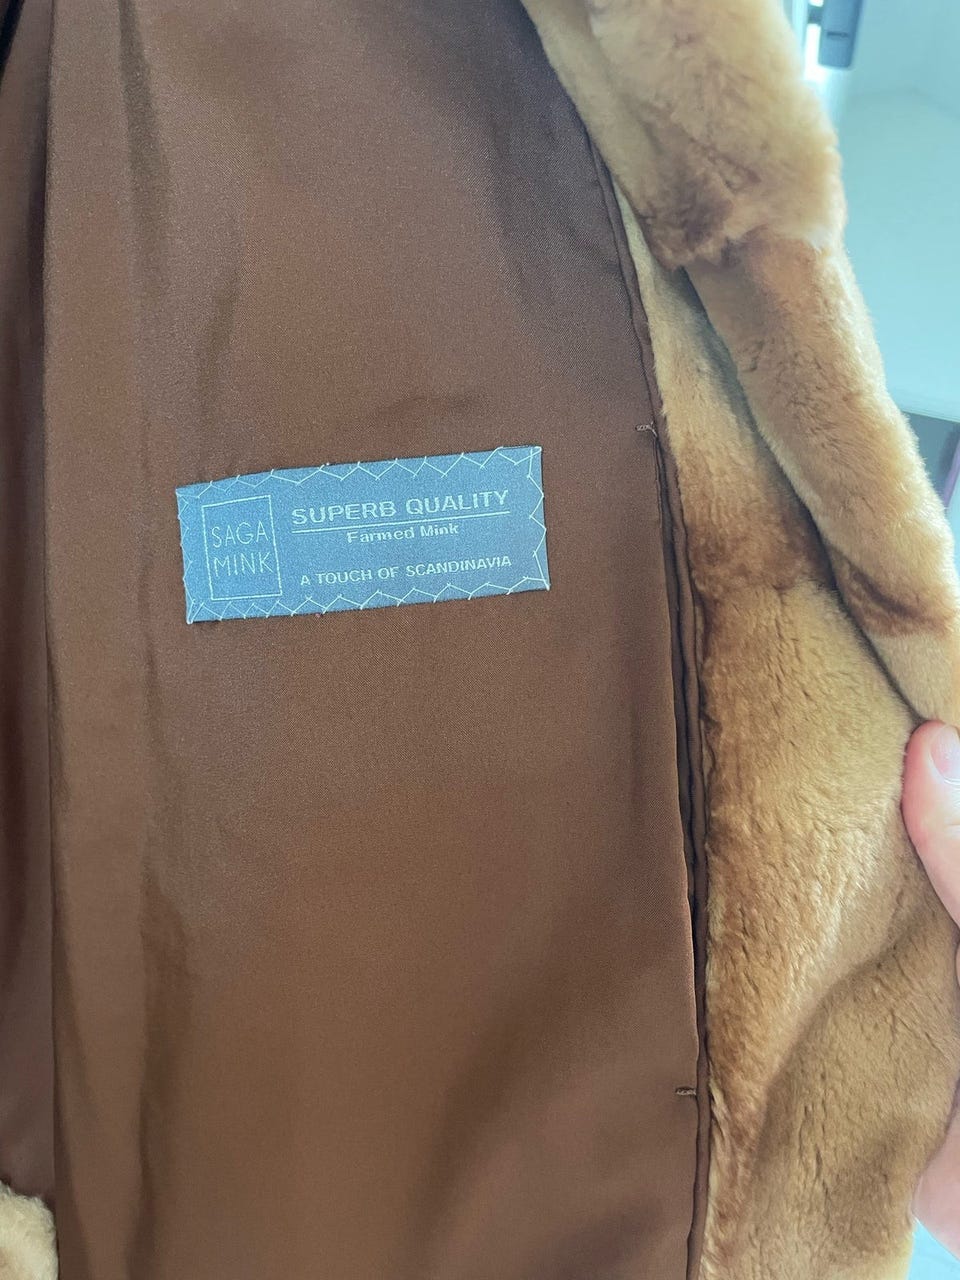 SAGA
MINK
SUPERB QUALITY
Farmed Mink
A TOUCH OF SCANDINAVIA